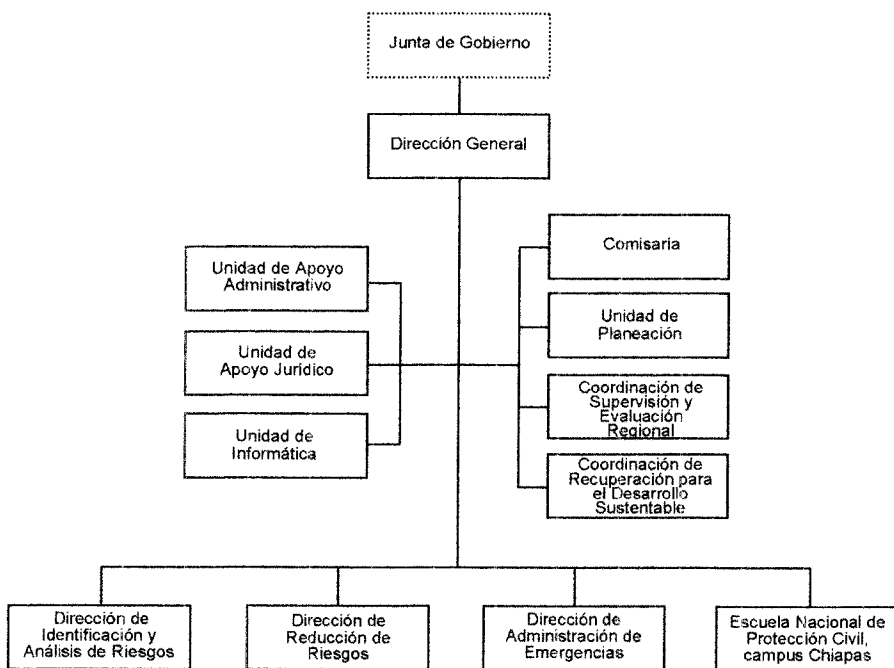 Junta de Gobierno
Dirección General
Unidad de Apoyo
Administrativo
Unidad de
Apoyo Jurídico
Unidad de
Informática
Comisaría
Unidad de
Planeación
Coordinación de
Supervisión y
Evaluación
Regional
Coordinación de
Recuperación para
el Desarrollo
Sustentable
Dirección de
Identificación y
Análisis de Riesgos
Dirección de
Reducción de
Riesgos
Dirección de
Administración de
Emergencias
Escuela Nacional de
Protección Civil,
campus Chiapas